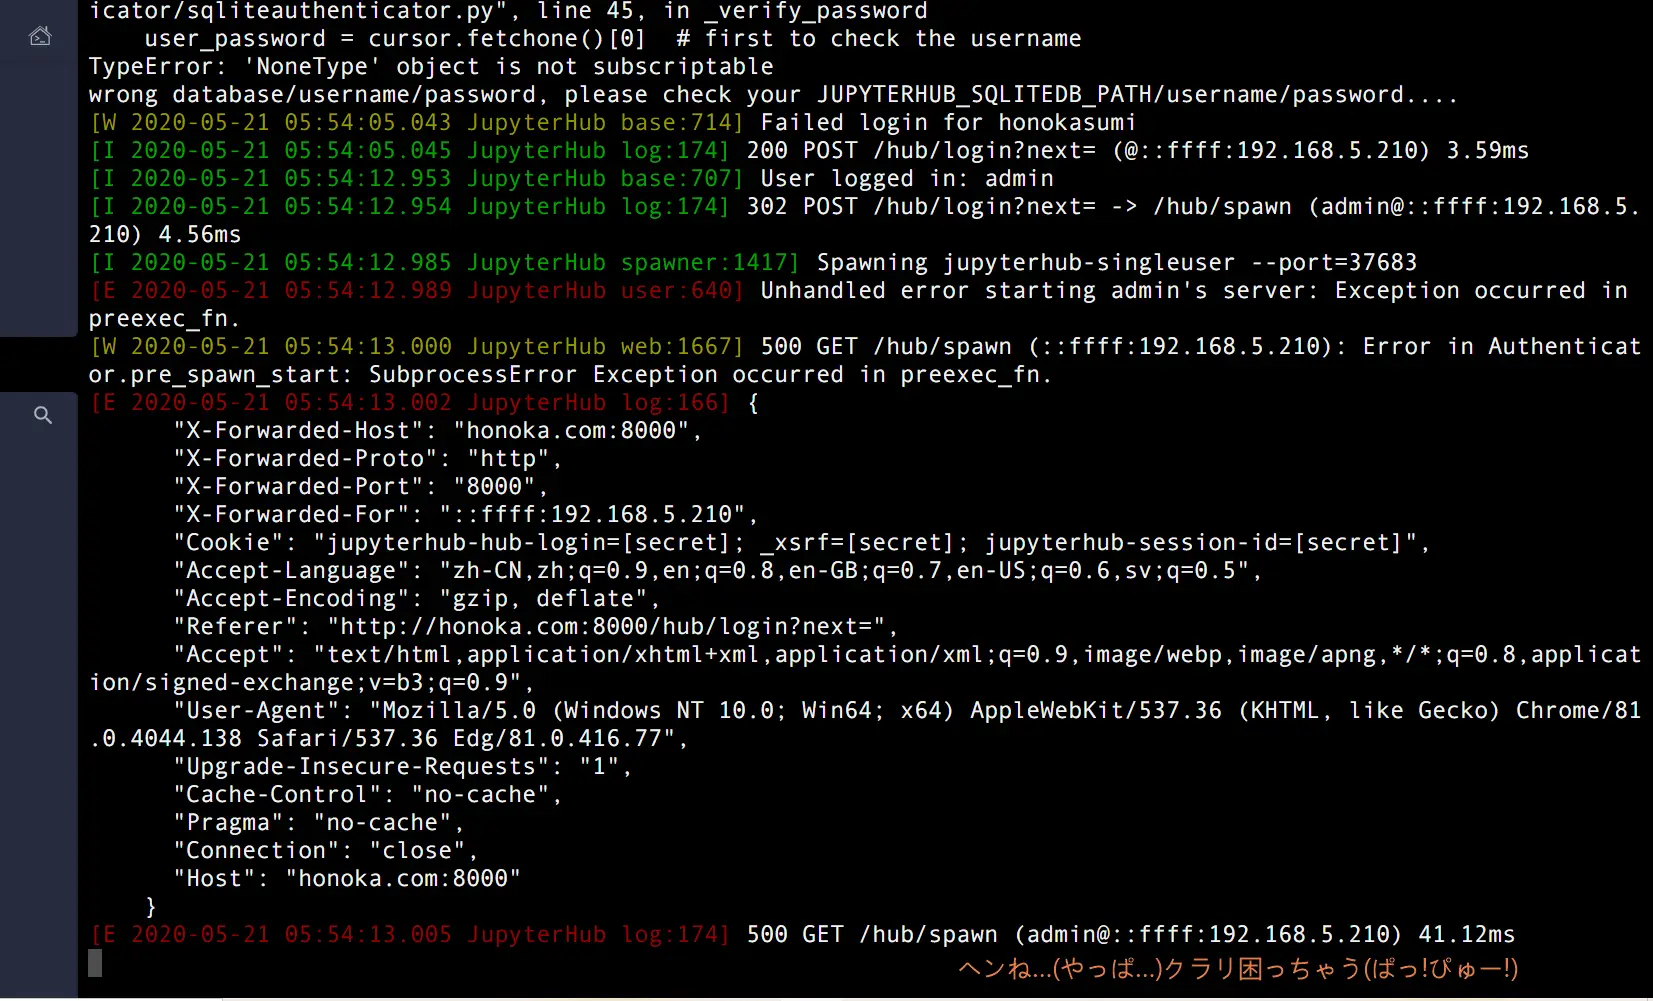 icator/sqliteauthenticator.py", line 45, in _verify_password
    user_password = cursor.fetchone()[0]  # first to check the username
TypeError: 'NoneType' object is not subscriptable
wrong database/username/password, please check your JUPYTERHUB_SQLITEDB_PATH/username/password....
[W 2020-05-21 05:54:05.043 JupyterHub base:714] Failed login for honokasumi
[I 2020-05-21 05:54:05.045 JupyterHub log:174] 200 POST /hub/login?next= (@::ffff:192.168.5.210) 3.59ms
[I 2020-05-21 05:54:12.953 JupyterHub base:707] User logged in: admin
[I 2020-05-21 05:54:12.954 JupyterHub log:174] 302 POST /hub/login?next= -> /hub/spawn (admin@::ffff:192.168.5.
210) 4.56ms
[I 2020-05-21 05:54:12.985 JupyterHub spawner:1417] Spawning jupyterhub-singleuser --port=37683
[E 2020-05-21 05:54:12.989 JupyterHub user:640] Unhandled error starting admin's server: Exception occurred in
preexec_fn.
[W 2020-05-21 05:54:13.000 JupyterHub web:1667] 500 GET /hub/spawn (::ffff:192.168.5.210): Error in Authenticat
or.pre_spawn_start: SubprocessError Exception occurred in preexec_fn.
[E 2020-05-21 05:54:13.002 JupyterHub log:166] {
      "X-Forwarded-Host": "honoka.com:8000",
      "X-Forwarded-Proto": "http",
      "X-Forwarded-Port": "8000",
      "X-Forwarded-For": "::ffff:192.168.5.210",
      "Cookie": "jupyterhub-hub-login=[secret]; _xsrf=[secret]; jupyterhub-session-id=[secret]",
      "Accept-Language": "zh-CN,zh;q=0.9,en;q=0.8,en-GB;q=0.7,en-US;q=0.6,sv;q=0.5",
      "Accept-Encoding": "gzip, deflate",
      "Referer": "http://honoka.com:8000/hub/login?next=",
      "Accept": "text/html,application/xhtml+xml,application/xml;q=0.9,image/webp,image/apng,*/*;q=0.8,applicat
ion/signed-exchange;v=b3;q=0.9",
      "User-Agent": "Mozilla/5.0 (Windows NT 10.0; Win64; x64) AppleWebKit/537.36 (KHTML, like Gecko) Chrome/81
.0.4044.138 Safari/537.36 Edg/81.0.416.77",
      "Upgrade-Insecure-Requests": "1",
      "Cache-Control": "no-cache",
      "Pragma": "no-cache",
      "Connection": "close",
      "Host": "honoka.com:8000"
    }
[E 2020-05-21 05:54:13.005 JupyterHub log:174] 500 GET /hub/spawn (admin@::ffff:192.168.5.210) 41.12ms
ヘンね...(やっぱ...)クラリ困っちゃう(ぱっ!ぴゅー!)